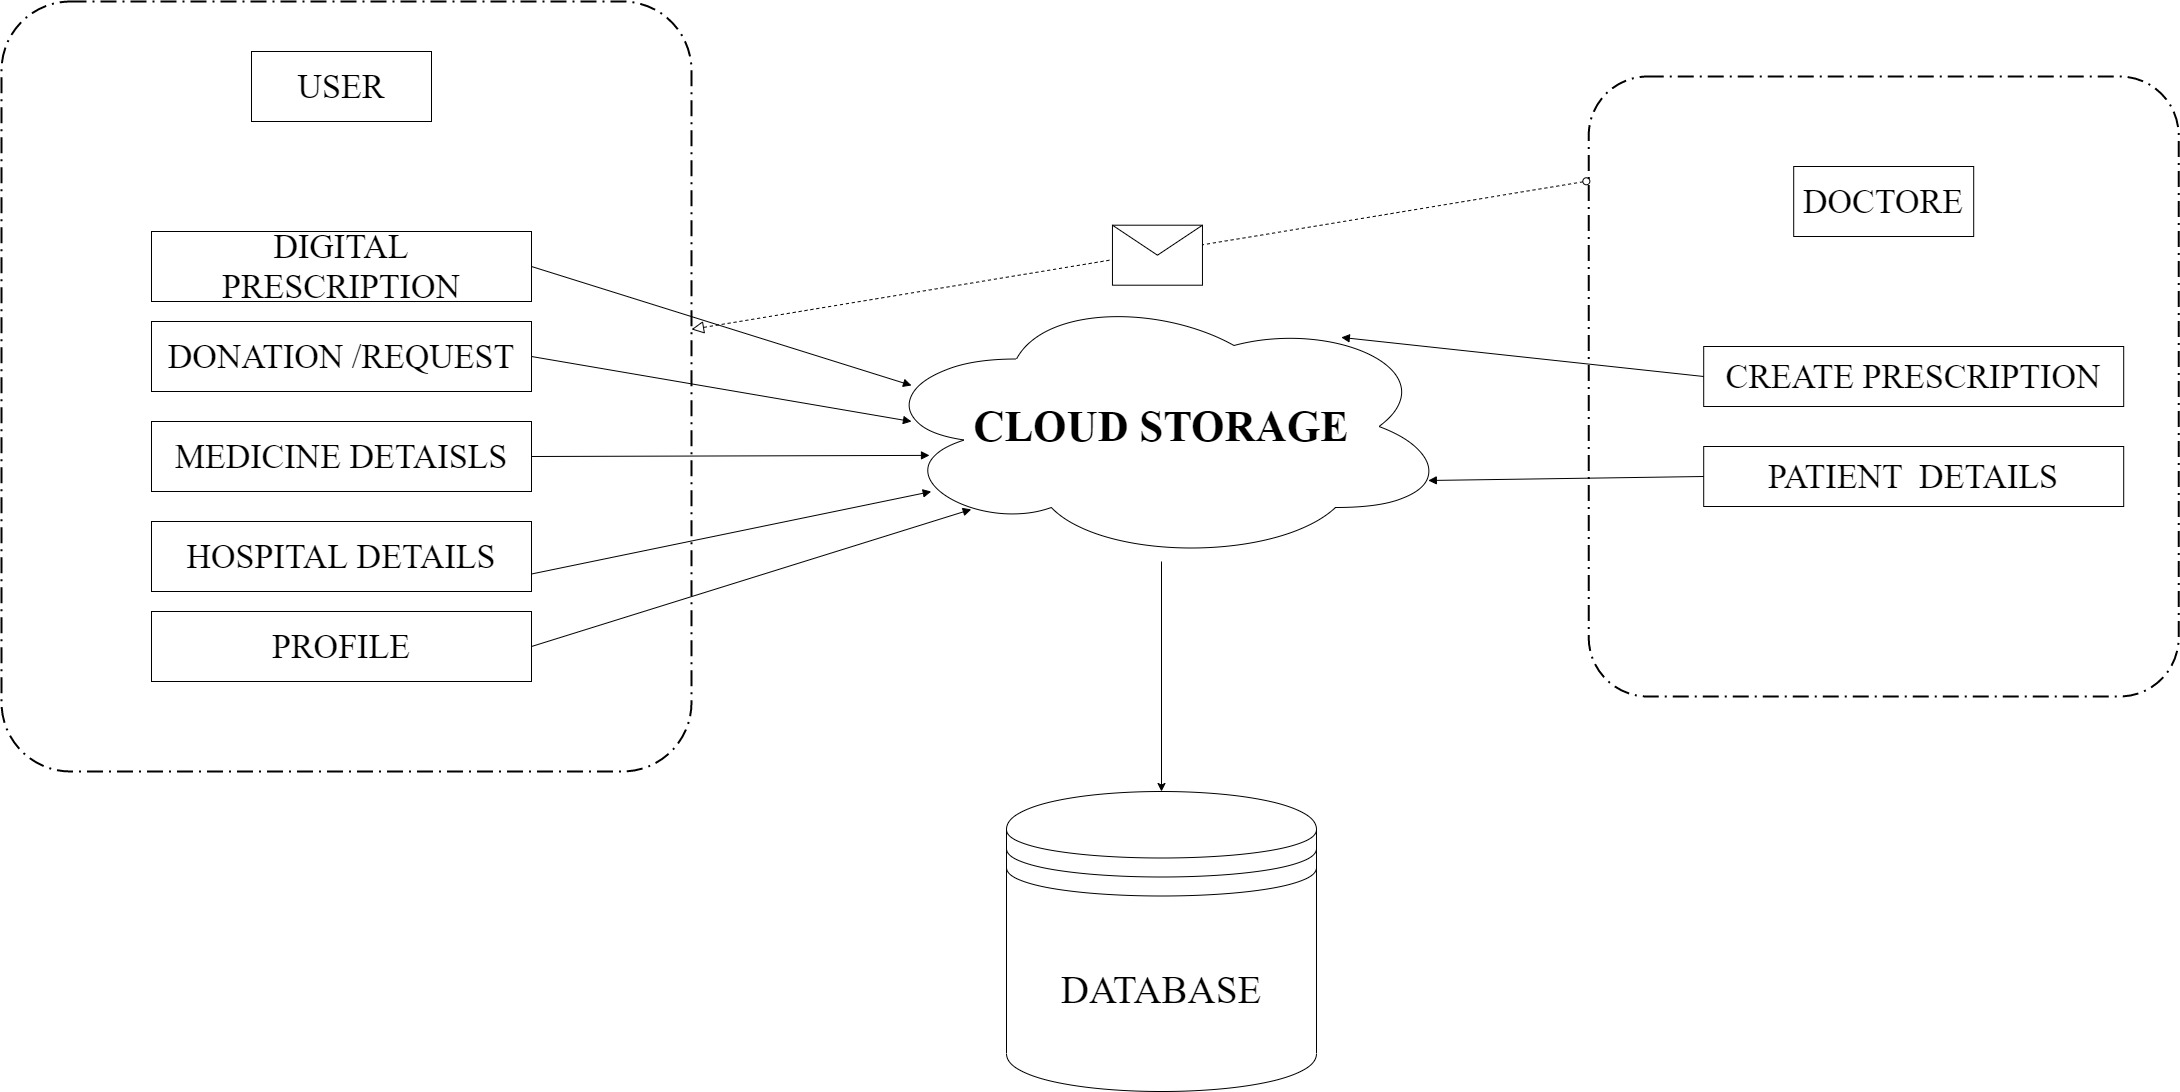 USER
DIGITAL
PRESCRIPTION
DONATION /REQUEST
MEDICINE DETAISLS
HOSPITAL DETAILS
PROFILE
CLOUD STORAGE
DOCTORE
CREATE PRESCRIPTION
PATIENT  DETAILS
DATABASE